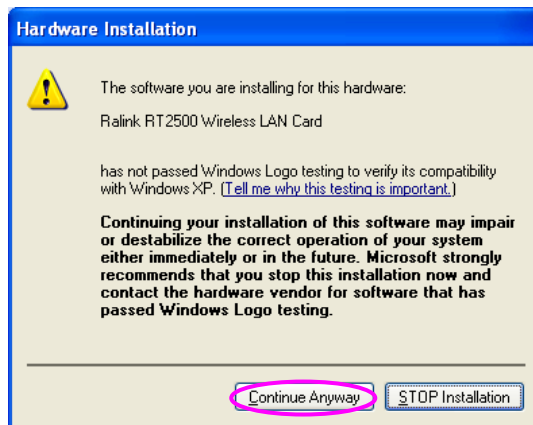 Hardware Installation
The software you are installing for this hardware:
Ralink RT2500 Wireless LAN Card
has not passed Windows Logo testing to verify its compatibility
with Windows XP. (Tell me why this testing is important.)
Continuing your installation of this software may impair
or destabilize the correct operation of your system
either immediately or in the future. Microsoft strongly
recommends that you stop this installation now and
contact the hardware vendor for software that has
passed Windows Logo testing.
Continue Anyway
STOP Installation